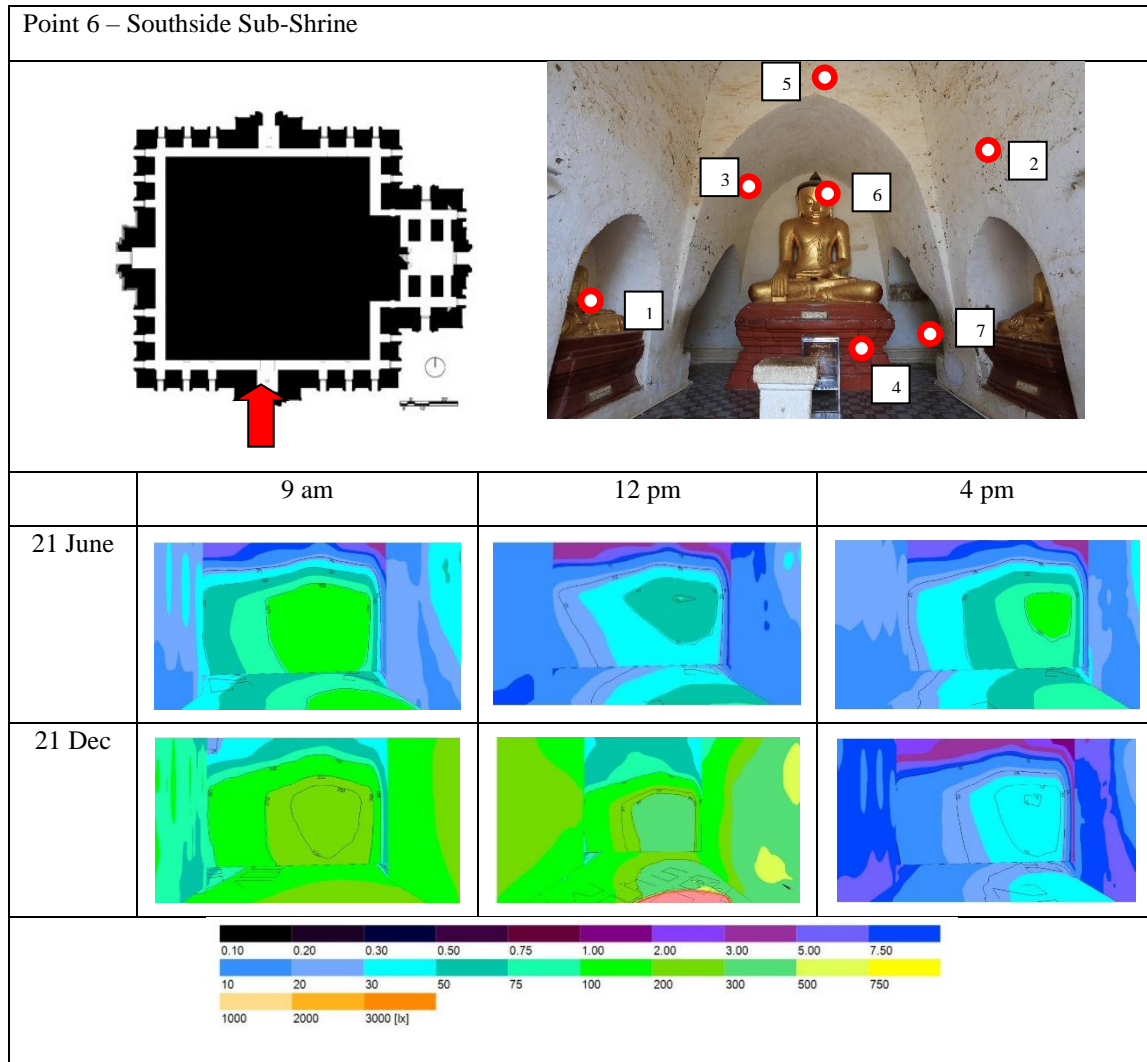 Point 6 – Southside Sub-Shrine
5
2
3
6
1
7
4
9 am
12 pm
4 pm
21 June
21 Dec
0.10 0.20 0.30 0.50 0.75 1.00 2.00 3.00 5.00 7.50
10 20 30 50 75 100 200 300 500 750
1000 2000 3000 [lx]